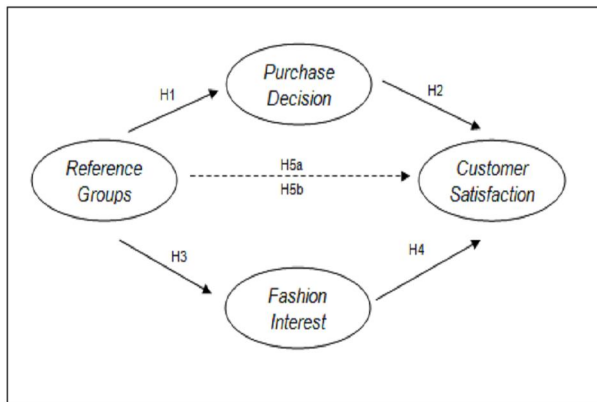 Purchase
Decision
H1
H2
Reference
Groups
H5a
H5b
Customer
Satisfaction
H3
H4
Fashion
Interest